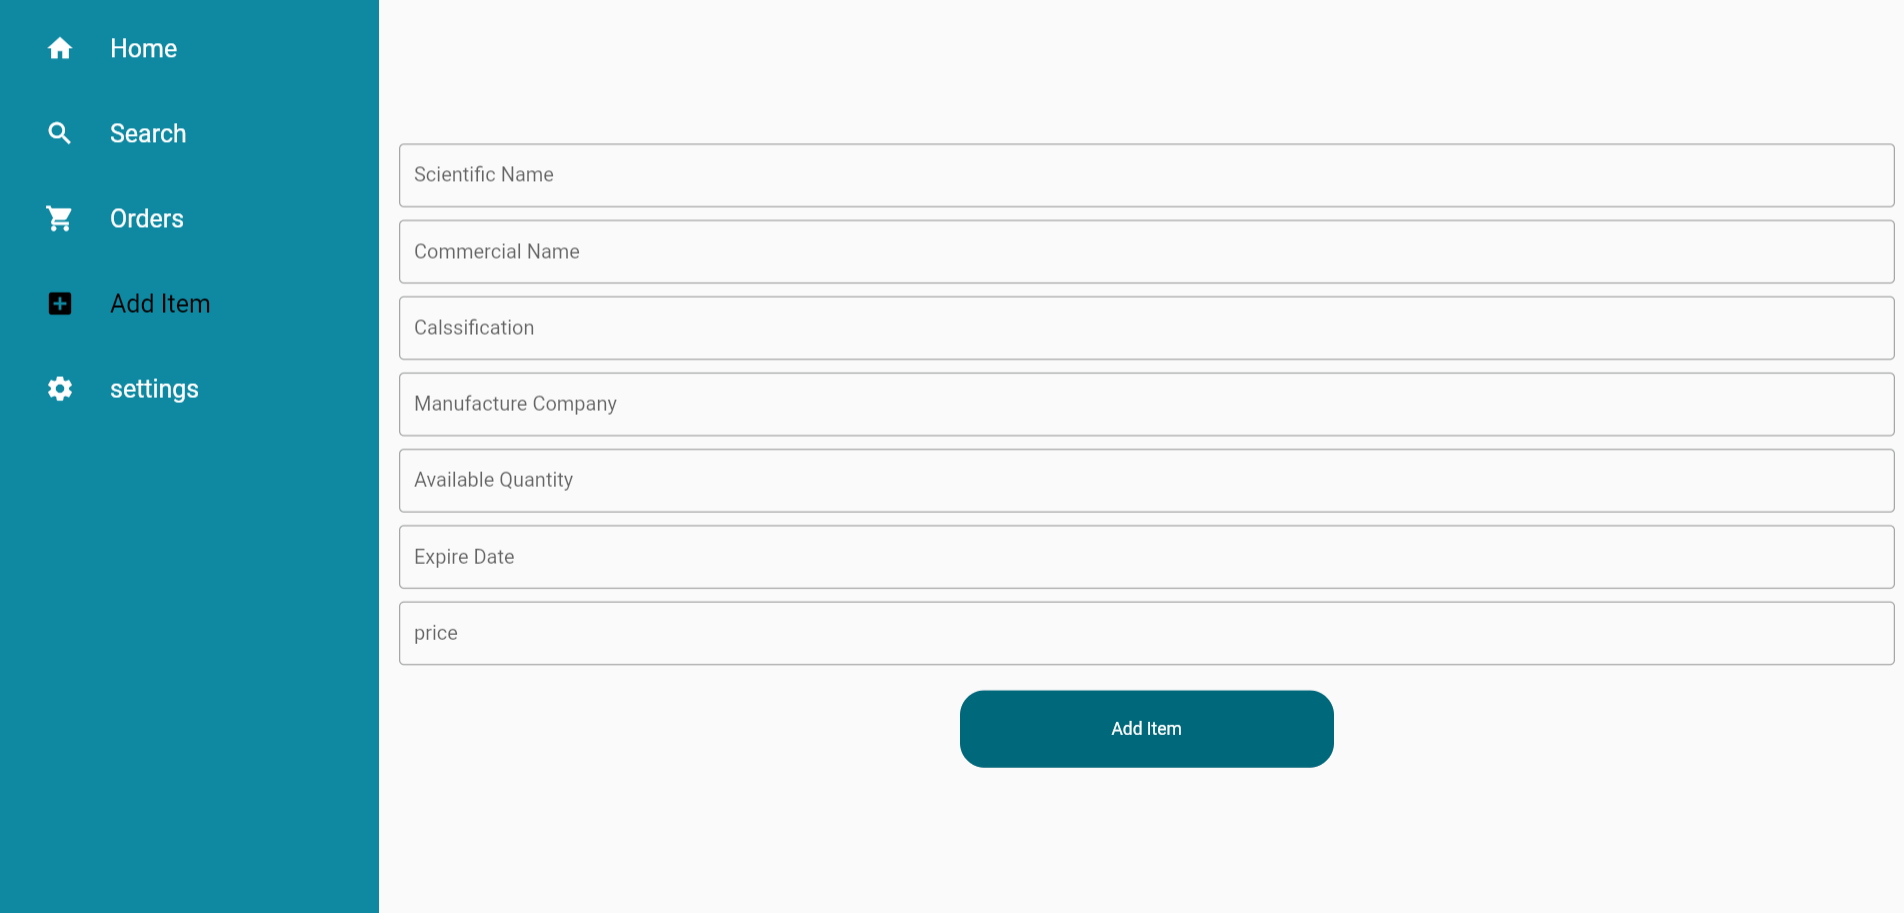 Home
Search
Orders
Add Item
settings
Scientific Name
Commercial Name
Calssification
Manufacture Company
Available Quantity
Expire Date
price
Add Item